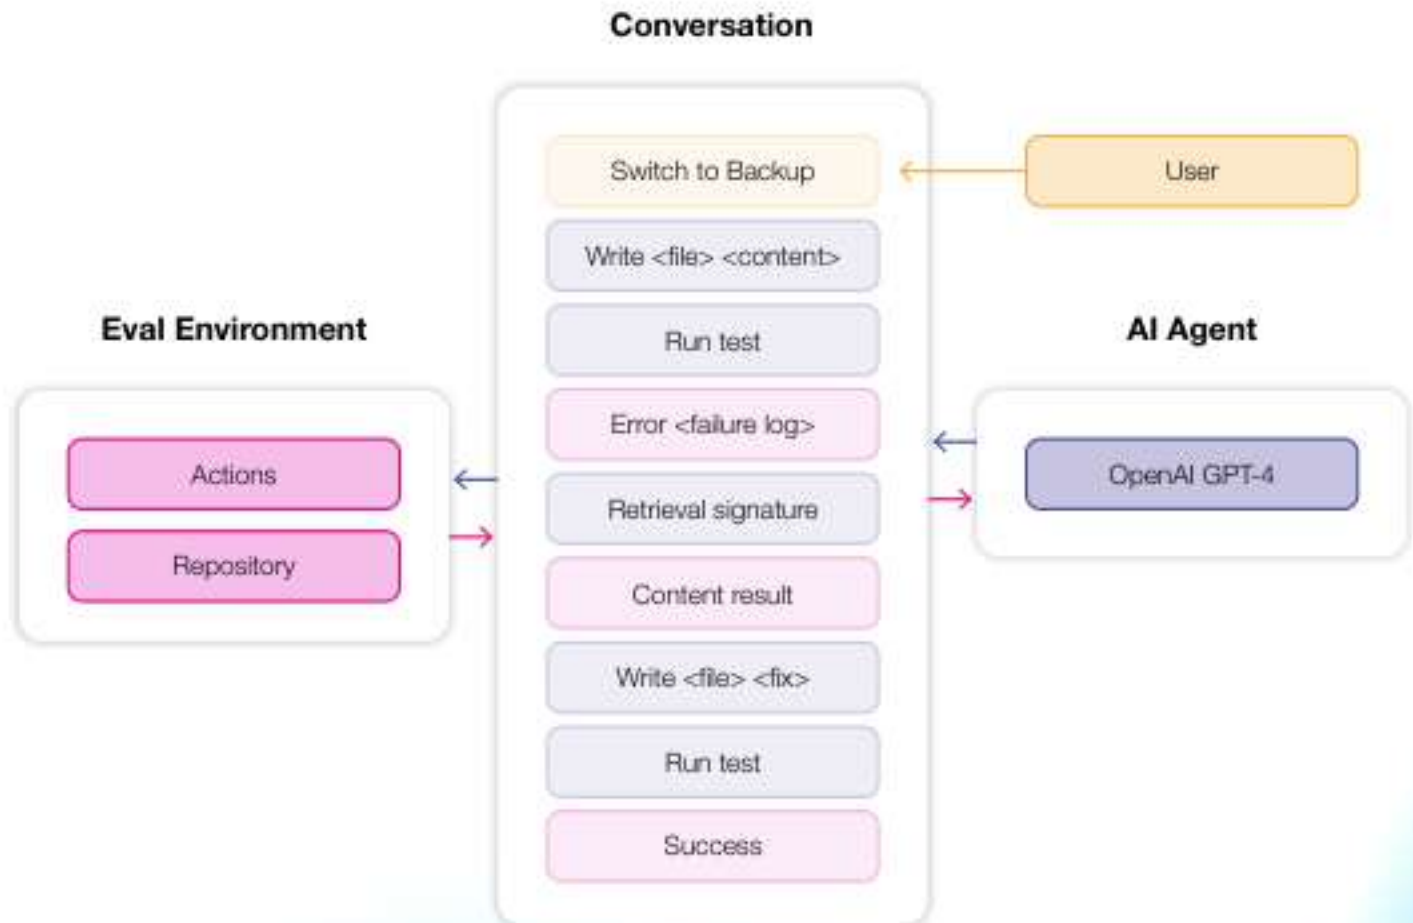 Conversation
Switch to Backup
User
Write <file> <content>
Eval Environment
Run test
AI Agent
Error <failure log>
Actions
OpenAI GPT-4
Retrieval signature
Repository
Content result
Write <file> <fix>
Run test
Success